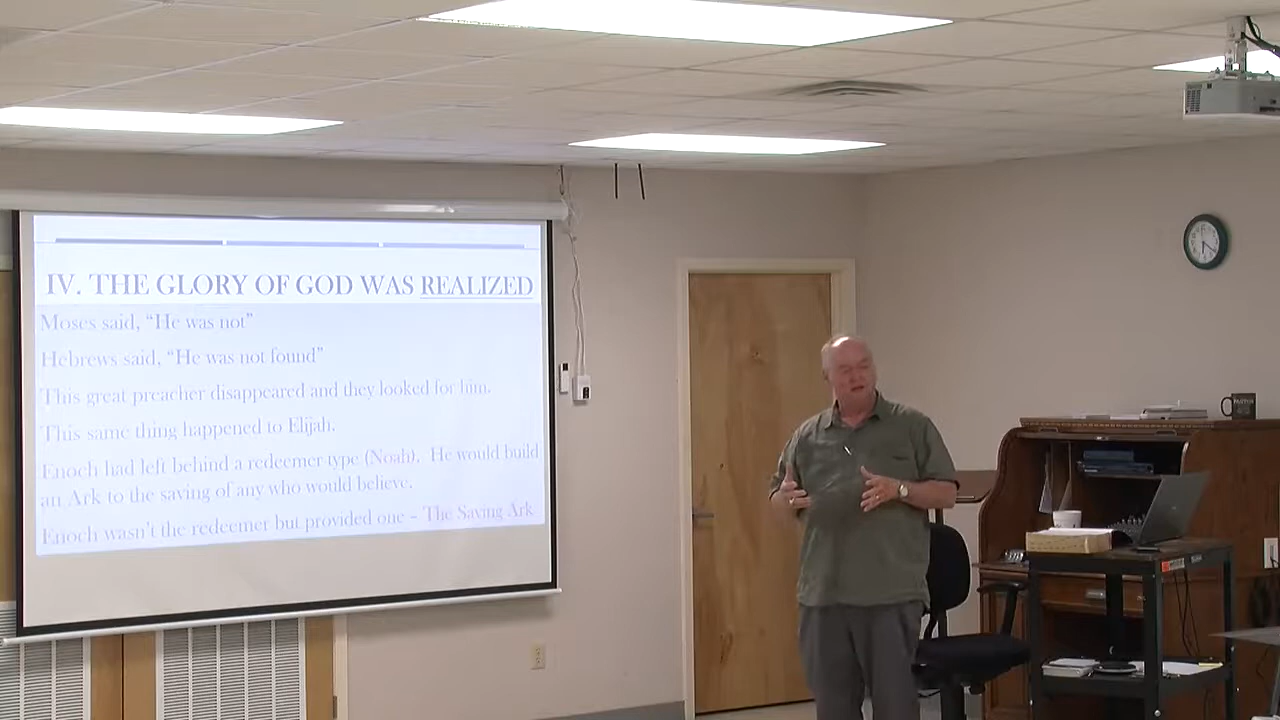 IV. THE GLORY OF GOD WAS REALIZED
Moses said, “He was not”
Hebrews said, “He was not found”
This great preacher disappeared and they looked for him.
This same thing happened to Elijah.
Enoch had left behind a redeemer type (Noah). He would build
an Ark to the saving of any who would believe.
Enoch wasn’t the redeemer but provided one – The Saving Ark